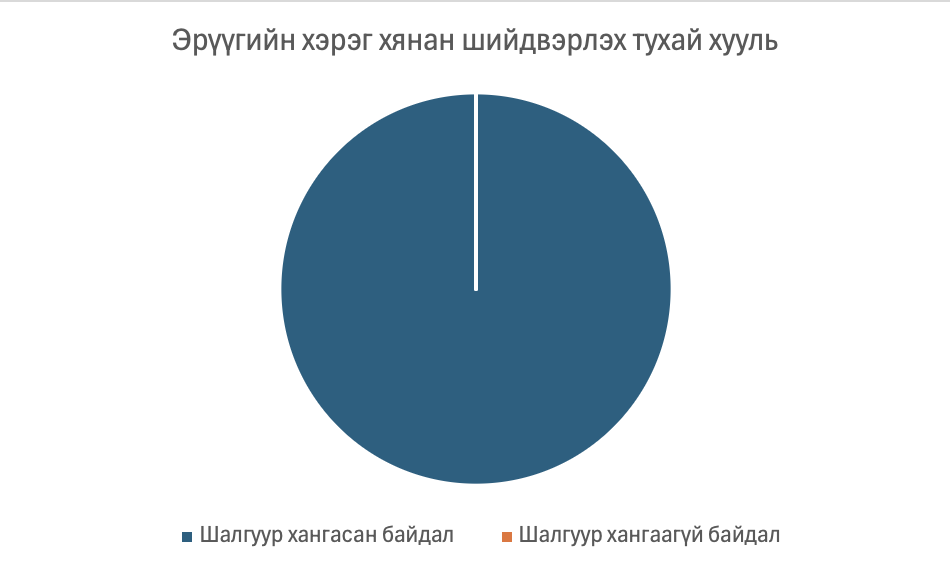 Эрүүгийн хэрэг хянан шийдвэрлэх тухай хууль
Шалгуур хангасан байдал
Шалгуур хангаагүй байдал